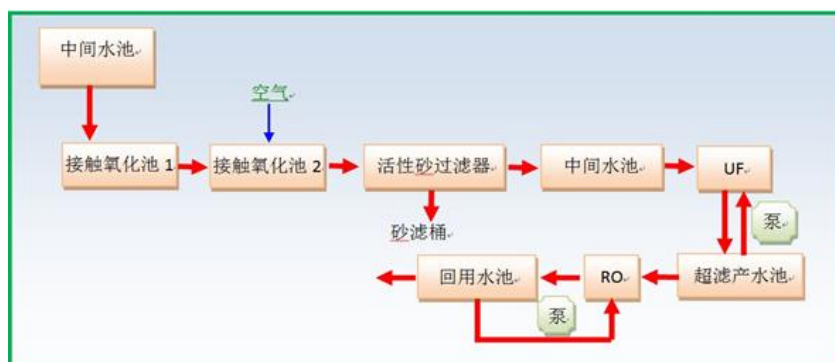 中间水池
空气
接触氧化池 1
接触氧化池 2
活性砂过滤器
中间水池
UF
泵
砂滤桶
回用水池
RO
超滤产水池
泵